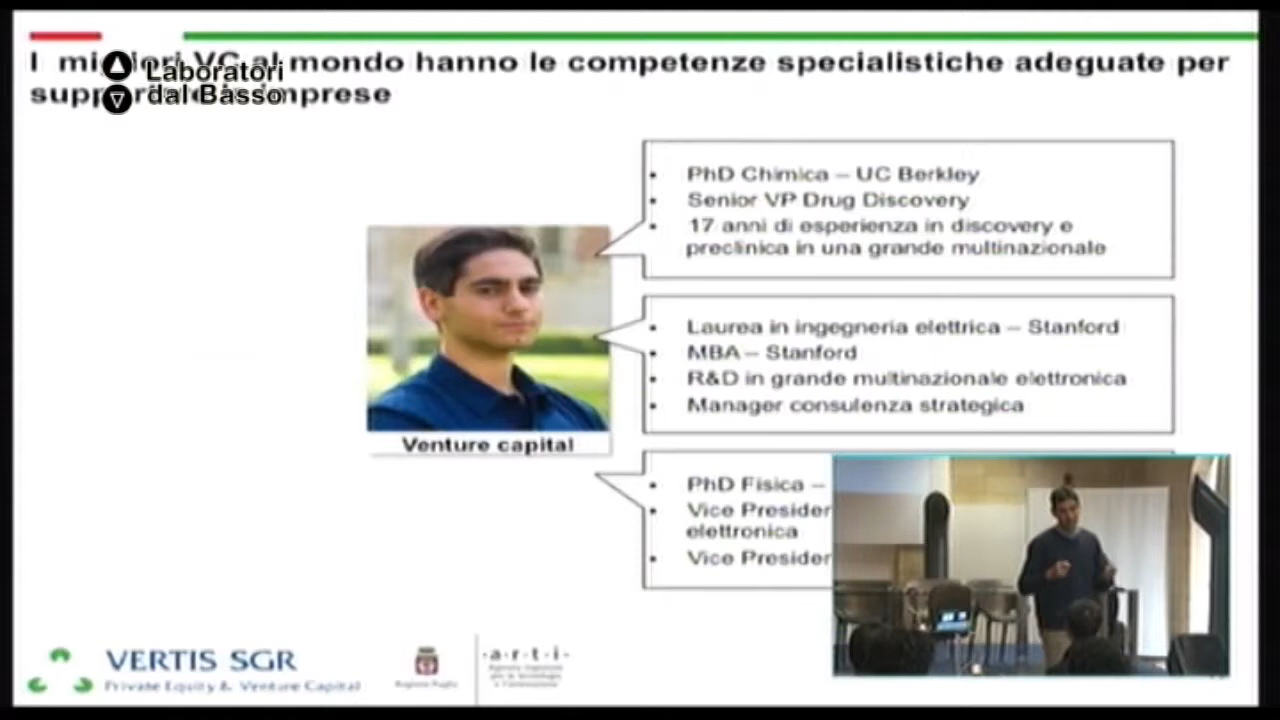 I migliori VC al mondo hanno le competenze specialistiche adeguate per
supportare imprese
Laboratori
dal Basso
PhD Chimica – UC Berkley
Senior VP Drug Discovery
17 anni di esperienza in discovery e
preclinica in una grande multinazionale
Laurea in ingegneria elettrica – Stanford
MBA – Stanford
R&D in grande multinazionale elettronica
Manager consulenza strategica
Venture capital
PhD Fisica –
Vice Presider
elettronica
Vice Presider
VERTIS SGR
Private Equity & Venture Capital
Regione Puglia
·a·r·t·i·